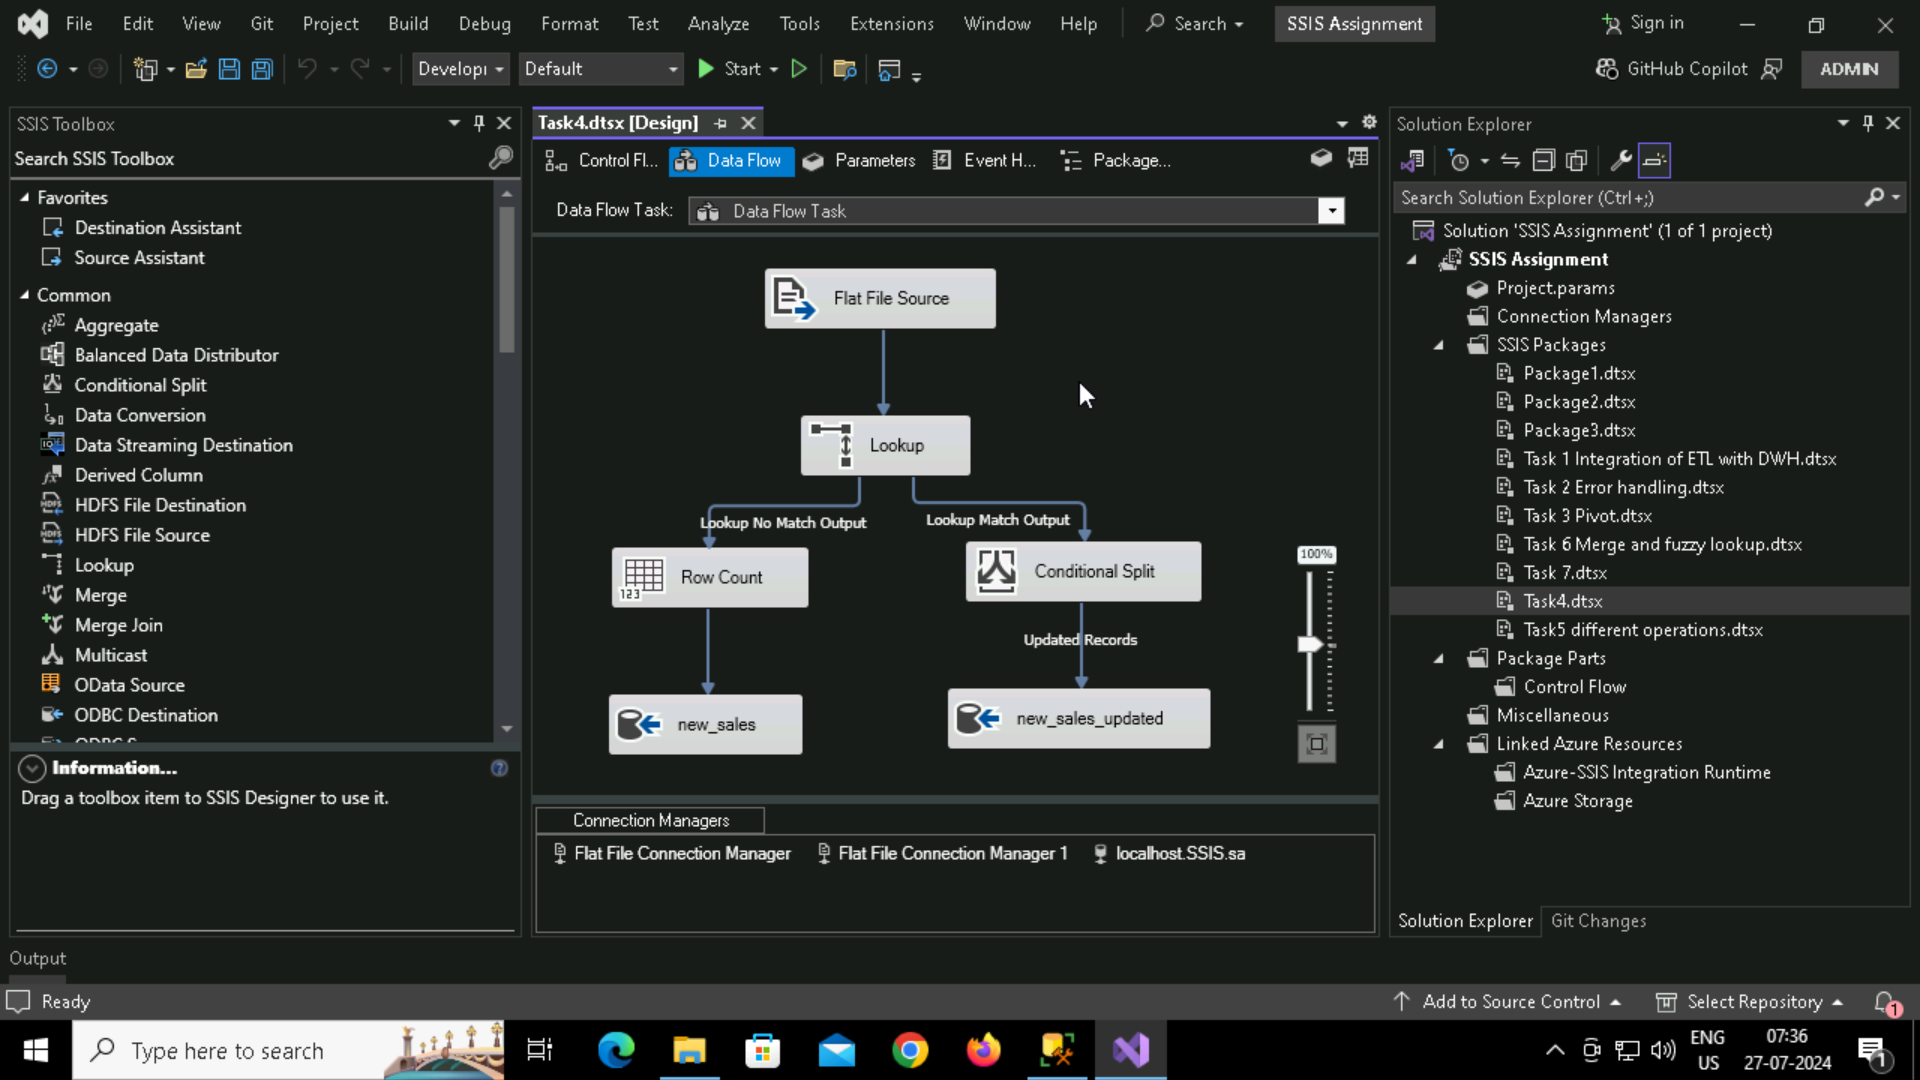 File Edit View Git Project Build Debug Format Test Analyze Tools Extensions Window Help Search SSIS Assignment Sign in
Developi Default Start GitHub Copilot ADMIN
SSIS Toolbox
Search SSIS Toolbox
Favorites
Destination Assistant
Source Assistant
Common
Aggregate
Balanced Data Distributor
Conditional Split
Data Conversion
Data Streaming Destination
Derived Column
HDFS File Destination
HDFS File Source
Lookup
Merge
Merge Join
Multicast
OData Source
ODBC Destination
Information...
Drag a toolbox item to SSIS Designer to use it.
Task4.dtsx [Design]
Control Fl... Data Flow Parameters Event H... Package...
Data Flow Task: Data Flow Task
Flat File Source
Lookup
Lookup No Match Output
Lookup Match Output
Row Count
123
Conditional Split
Updated Records
new_sales
new_sales_updated
100%
Connection Managers
Flat File Connection Manager Flat File Connection Manager 1 localhost.SSIS.sa
Solution Explorer
Search Solution Explorer (Ctrl+;)
Solution 'SSIS Assignment' (1 of 1 project)
SSIS Assignment
Project.params
Connection Managers
SSIS Packages
Package1.dtsx
Package2.dtsx
Package3.dtsx
Task 1 Integration of ETL with DWH.dtsx
Task 2 Error handling.dtsx
Task 3 Pivot.dtsx
Task 6 Merge and fuzzy lookup.dtsx
Task 7.dtsx
Task4.dtsx
Task5 different operations.dtsx
Package Parts
Control Flow
Miscellaneous
Linked Azure Resources
Azure-SSIS Integration Runtime
Azure Storage
Solution Explorer Git Changes
Output
Ready Add to Source Control Select Repository 1
Type here to search
ENG
US
07:36
27-07-2024
1